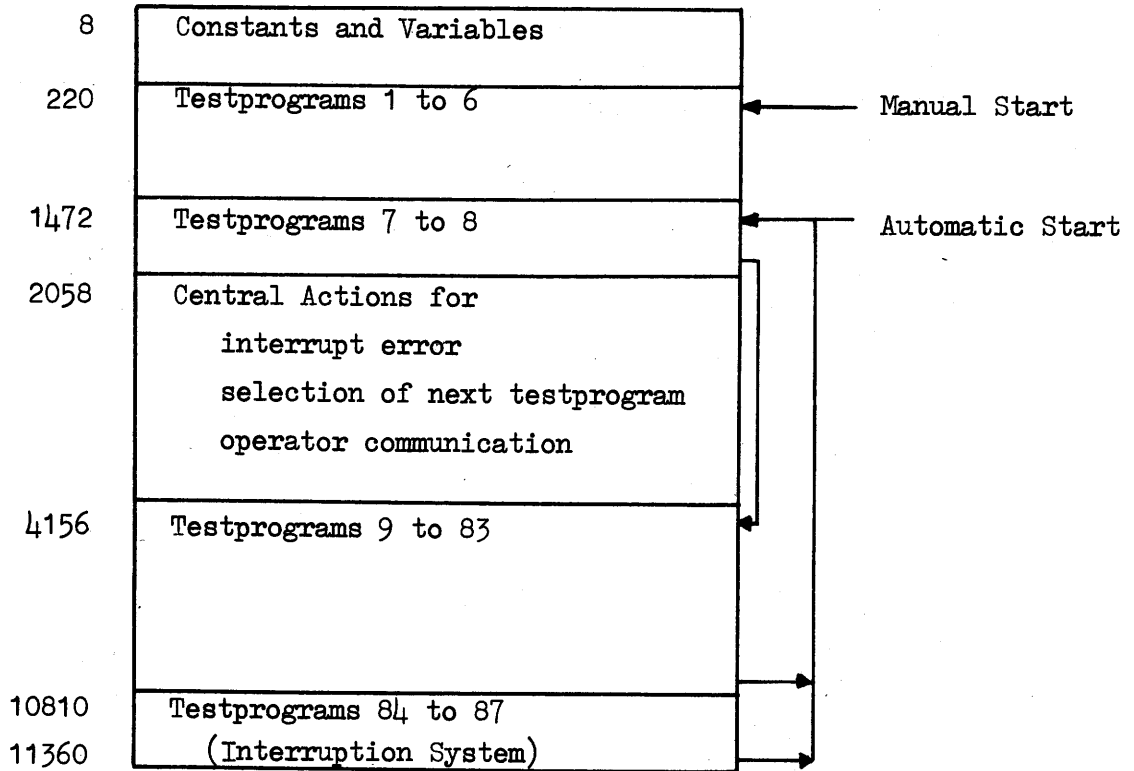 8 Constants and Variables
220 Testprograms 1 to 6 Manual Start
1472 Testprograms 7 to 8 Automatic Start
2058 Central Actions for
interrupt error
selection of next testprogram
operator communication
4156 Testprograms 9 to 83
10810 Testprograms 84 to 87
11360 (Interruption System)